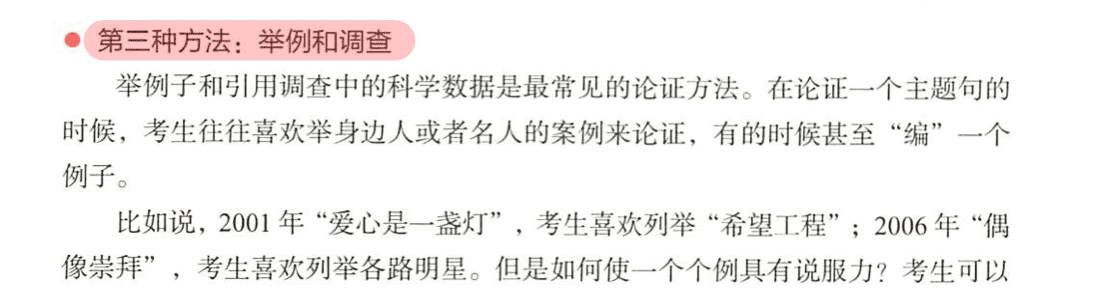 第三种方法：举例和调查
举例子和引用调查中的科学数据是最常见的论证方法。在论证一个主题句的
时候，考生往往喜欢举身边人或者名人的案例来论证，有的时候甚至“编”一个
例子。
比如说，2001 年“爱心是一盏灯”，考生喜欢列举“希望工程”；2006 年“偶
像崇拜”，考生喜欢列举各路明星。但是如何使一个个例具有说服力？考生可以